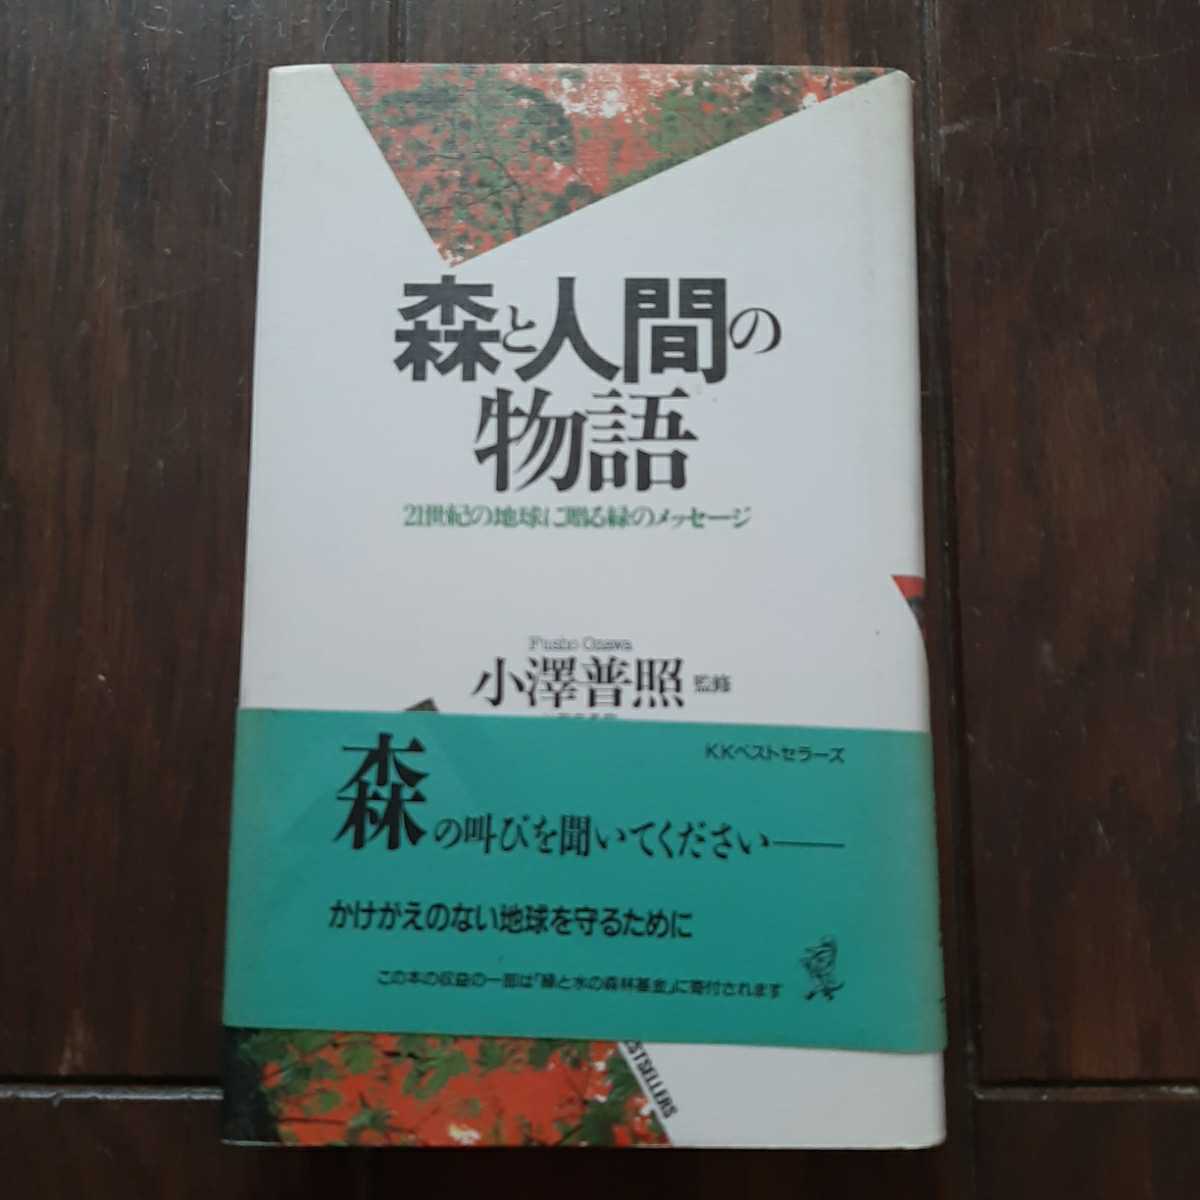 森と人間の
物語
21世紀の地球に贈る緑のメッセージ
Fusho Ozawa
小澤普照 監修
KKベストセラーズ
森の叫びを聞いてください——
かけがえのない地球を守るために
この本の収益の一部は「緑と水の森林基金」に寄付されます
STSELLERS